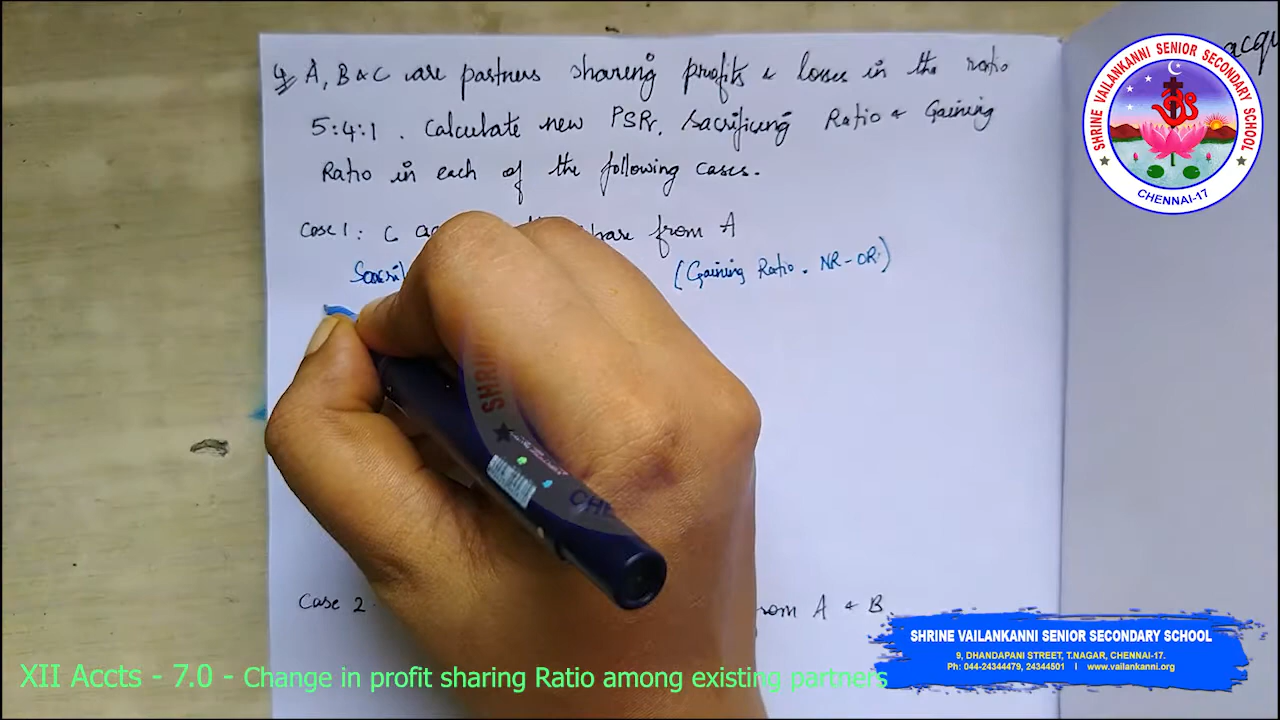 Q A, B & C are partners sharing profits & losses in the ratio
5:4:1. Calculate new PSR, Sacrificing Ratio & Gaining
Ratio in each of the following cases.
Case 1: C share from A
(Gaining Ratio = NR-OR)
Case 2 from A & B
SHRINE VAILANKANNI SENIOR SECONDARY SCHOOL
CHENNAI-17
SHRINE VAILANKANNI SENIOR SECONDARY SCHOOL
9, DHANDAPANI STREET, T.NAGAR, CHENNAI-17.
Ph: 044-24344479, 24344501 I www.vailankanni.org
XII Accts - 7.0 - Change in profit sharing Ratio among existing partners